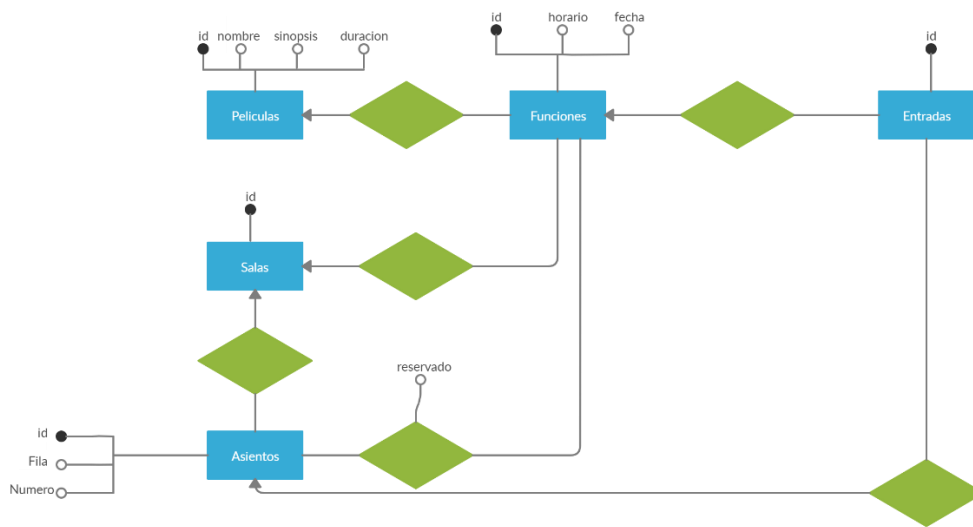 id nombre sinopsis duracion
id horario fecha
id
Peliculas
Funciones
Entradas
id
Salas
reservado
id
Fila
Numero
Asientos